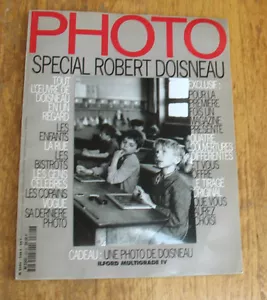 PHOTO
SPECIAL ROBERT DOISNEAU
TOUT
L'ŒUVRE DE
DOISNEAU
EN UN
REGARD
LES
ENFANTS
LA RUE
LES
BISTROTS
LES GENS
CÉLÈBRES
LES COPAINS
VOGUE
SA DERNIÈRE
PHOTO
EXCLUSIF:
POUR LA
PREMIÈRE
FOIS UN
MAGAZINE
PRÉSENTE
QUATRE
COUVERTURES
DIFFÉRENTES
ET VOUS
OFFRE
LE TIRAGE
ORIGINAL
QUE VOUS
AUREZ
CHOISI
CADEAU - UNE PHOTO DE DOISNEAU
ILFORD MULTIGRADE IV